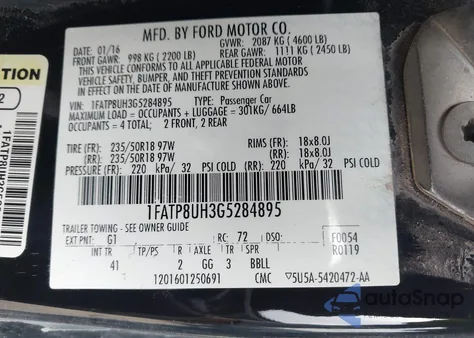 MFD. BY FORD MOTOR CO.
DATE: 01/16 GVWR: 2087 KG ( 4600 LB)
FRONT GAWR: 998 KG ( 2200 LB) REAR GAWR: 1111 KG ( 2450 LB)
THIS VEHICLE CONFORMS TO ALL APPLICABLE FEDERAL MOTOR
VEHICLE SAFETY, BUMPER, AND THEFT PREVENTION STANDARDS
IN EFFECT ON THE DATE OF MANUFACTURE SHOWN ABOVE.
VIN: 1FATP8UH3G5284895 TYPE: Passenger Car
MAXIMUM LOAD = OCCUPANTS + LUGGAGE = 301KG/ 664LB
OCCUPANTS = 4 TOTAL; 2 FRONT, 2 REAR
TIRE (FR): 235/50R18 97W RIMS (FR): 18x8.0J
(RR): 235/50R18 97W (RR): 18x8.0J
PRESSURE (FR): 220 kPa/ 32 PSI COLD (RR): 220 kPa/ 32 PSI COLD
1FATP8UH3G5284895
TRAILER TOWING - SEE OWNER GUIDE
EXT PNT: G1 RC: 72 DSO: F0054
R0119
INT TR TP/PS R AXLE TR SPR
41 2 GG 3 BBLL
1201601250691 CMC ▽5U5A-5420472-AA
AutoSnap